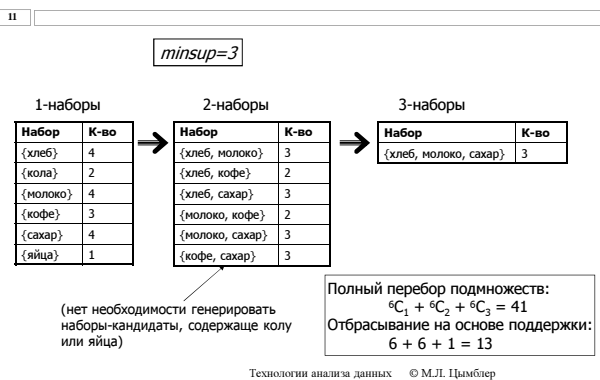 11
minsup=3
1-наборы
2-наборы
3-наборы
Набор К-во
{хлеб} 4
{кола} 2
{молоко} 4
{кофе} 3
{сахар} 4
{яйца} 1
Набор К-во
{хлеб, молоко} 3
{хлеб, кофе} 2
{хлеб, сахар} 3
{молоко, кофе} 2
{молоко, сахар} 3
{кофе, сахар} 3
Набор К-во
{хлеб, молоко, сахар} 3
(нет необходимости генерировать
наборы-кандидаты, содержаще колу
или яйца)
Полный перебор подмножеств:
⁶C₁ + ⁶C₂ + ⁶C₃ = 41
Отбрасывание на основе поддержки:
6 + 6 + 1 = 13
Технологии анализа данных © М.Л. Цымблер